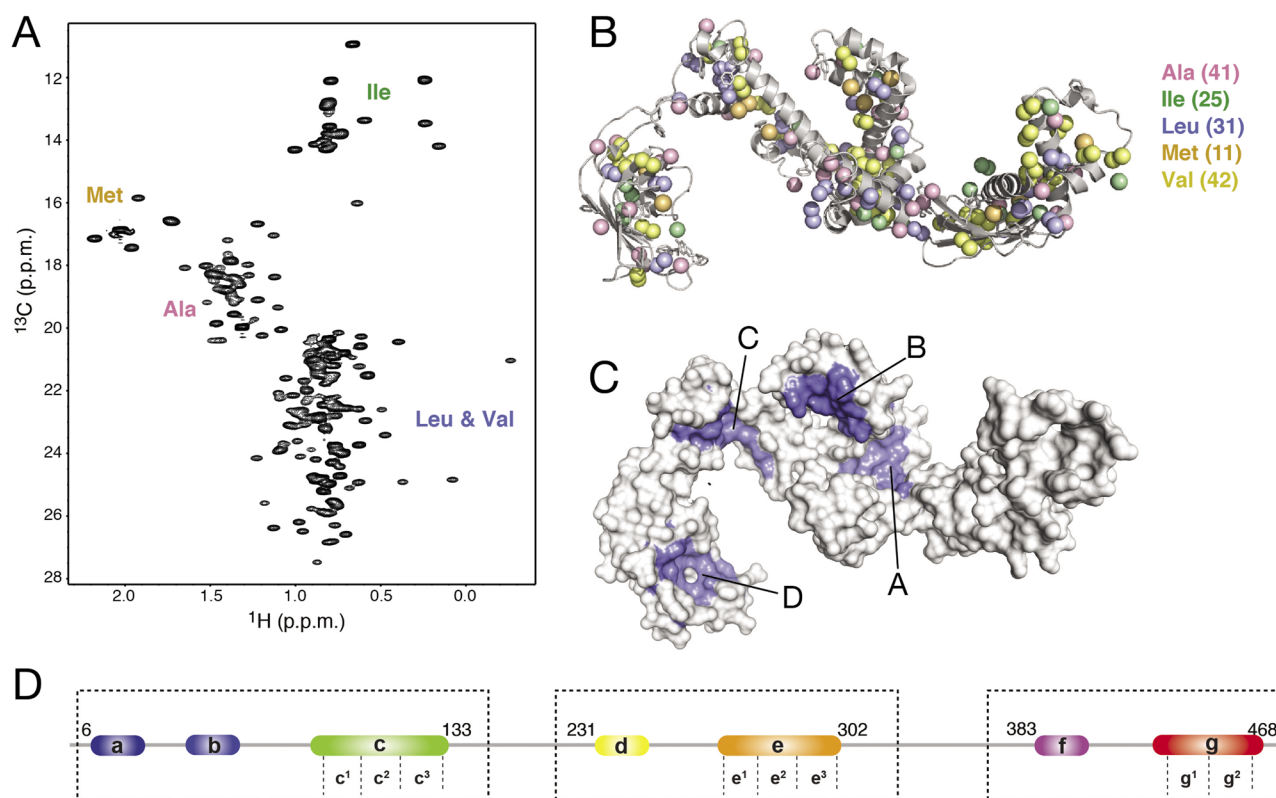 A
12
14
16
18
20
22
24
26
28
13C (p.p.m.)
2.0 1.5 1.0 0.5 0.0
1H (p.p.m.)
Ile
Met
Ala
Leu & Val
B
Ala (41)
Ile (25)
Leu (31)
Met (11)
Val (42)
C
C
B
D
A
D
6 133 231 302 383 468
a b c d e f g
c1 c2 c3 e1 e2 e3 g1 g2